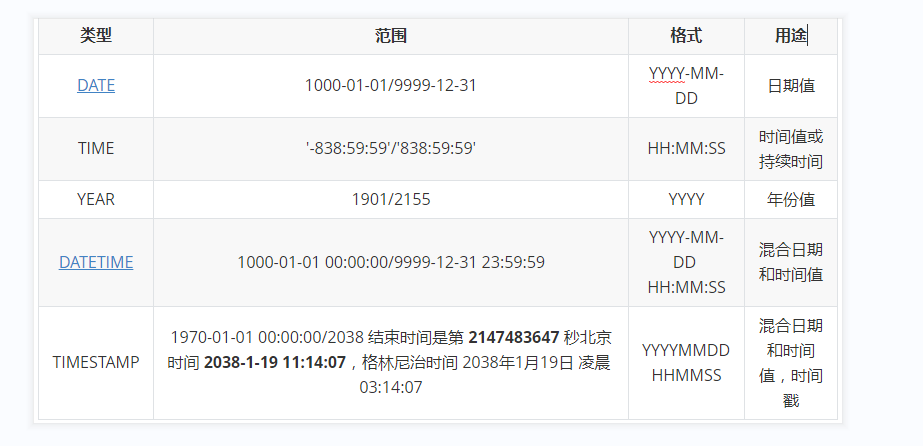 类型 范围 格式 用途
DATE 1000-01-01/9999-12-31 YYYY-MM-
DD 日期值
TIME '-838:59:59'/'838:59:59' HH:MM:SS 时间值或
持续时间
YEAR 1901/2155 YYYY 年份值
DATETIME 1000-01-01 00:00:00/9999-12-31 23:59:59 YYYY-MM-
DD
HH:MM:SS 混合日期
和时间值
TIMESTAMP 1970-01-01 00:00:00/2038 结束时间是第 2147483647 秒北京
时间 2038-1-19 11:14:07，格林尼治时间 2038年1月19日 凌晨
03:14:07 YYYYMMDD
HHMMSS 混合日期
和时间
值，时间
戳